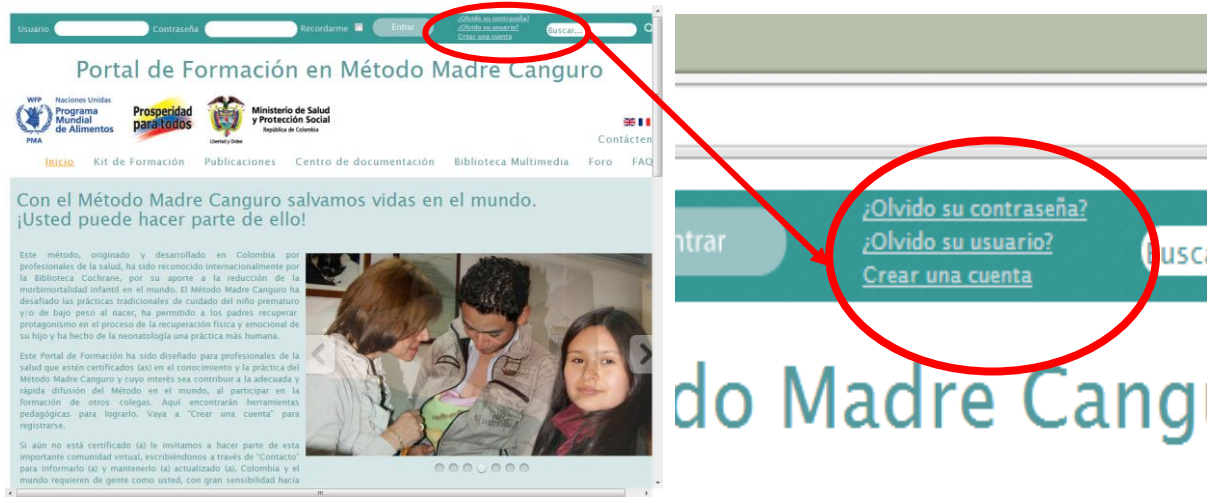 Usuario Contraseña Recordarme Entrar
¿Olvido su contraseña?
¿Olvido su usuario?
Crear una cuenta
Buscar...
Portal de Formación en Método Madre Canguro
WFP
PMA
Naciones Unidas
Programa
Mundial
de Alimentos
Prosperidad
para todos
Libertad y Orden
Ministerio de Salud
y Protección Social
República de Colombia
Contácten
Inicio Kit de Formación Publicaciones Centro de documentación Biblioteca Multimedia Foro FAQ
Con el Método Madre Canguro salvamos vidas en el mundo.
¡Usted puede hacer parte de ello!
Este método, originado y desarrollado en Colombia por
profesionales de la salud, ha sido reconocido internacionalmente por
la Biblioteca Cochrane, por su aporte a la reducción de la
morbimortalidad infantil en el mundo. El Método Madre Canguro ha
desafiado las prácticas tradicionales de cuidado del niño prematuro
y/o de bajo peso al nacer, ha permitido a los padres recuperar
protagonismo en el proceso de la recuperación física y emocional de
su hijo y ha hecho de la neonatología una práctica más humana.
Este Portal de Formación ha sido diseñado para profesionales de la
salud que estén certificados (as) en el conocimiento y la práctica del
Método Madre Canguro y cuyo interés sea contribuir a la adecuada y
rápida difusión del Método en el mundo, al participar en la
formación de otros colegas. Aquí encontrarán herramientas
pedagógicas para lograrlo. Vaya a "Crear una cuenta" para
registrarse.
Si aún no está certificado (a) le invitamos a hacer parte de esta
importante comunidad virtual, escribiéndonos a través de "Contacto"
para informarlo (a) y mantenerlo (a) actualizado (a). Colombia y el
mundo requieren de gente como usted, con gran sensibilidad hacia
ntrar
¿Olvido su contraseña?
¿Olvido su usuario?
Crear una cuenta
Busca
do Madre Cangu